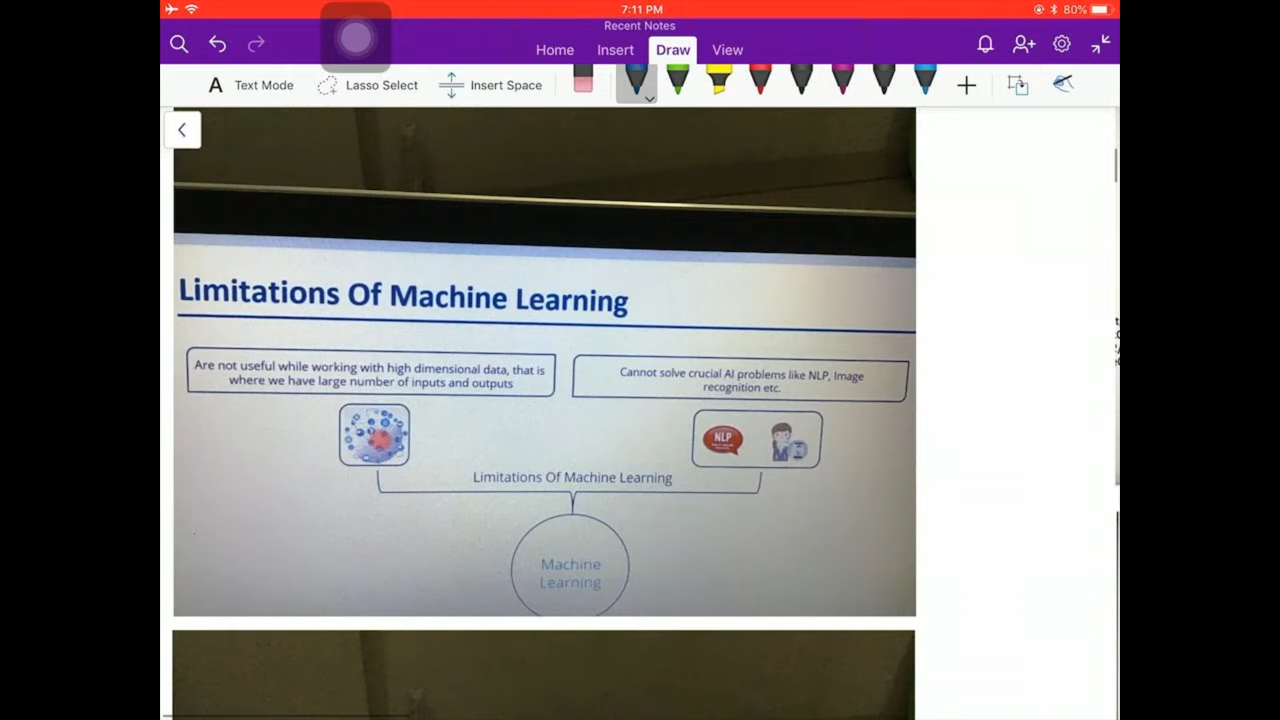 7:11 PM
80%
Recent Notes
Home
Insert
Draw
View
A
Text Mode
Lasso Select
Insert Space
Limitations Of Machine Learning
Are not useful while working with high dimensional data, that is
where we have large number of inputs and outputs
Cannot solve crucial AI problems like NLP, Image
recognition etc.
NLP
Limitations Of Machine Learning
Machine
Learning